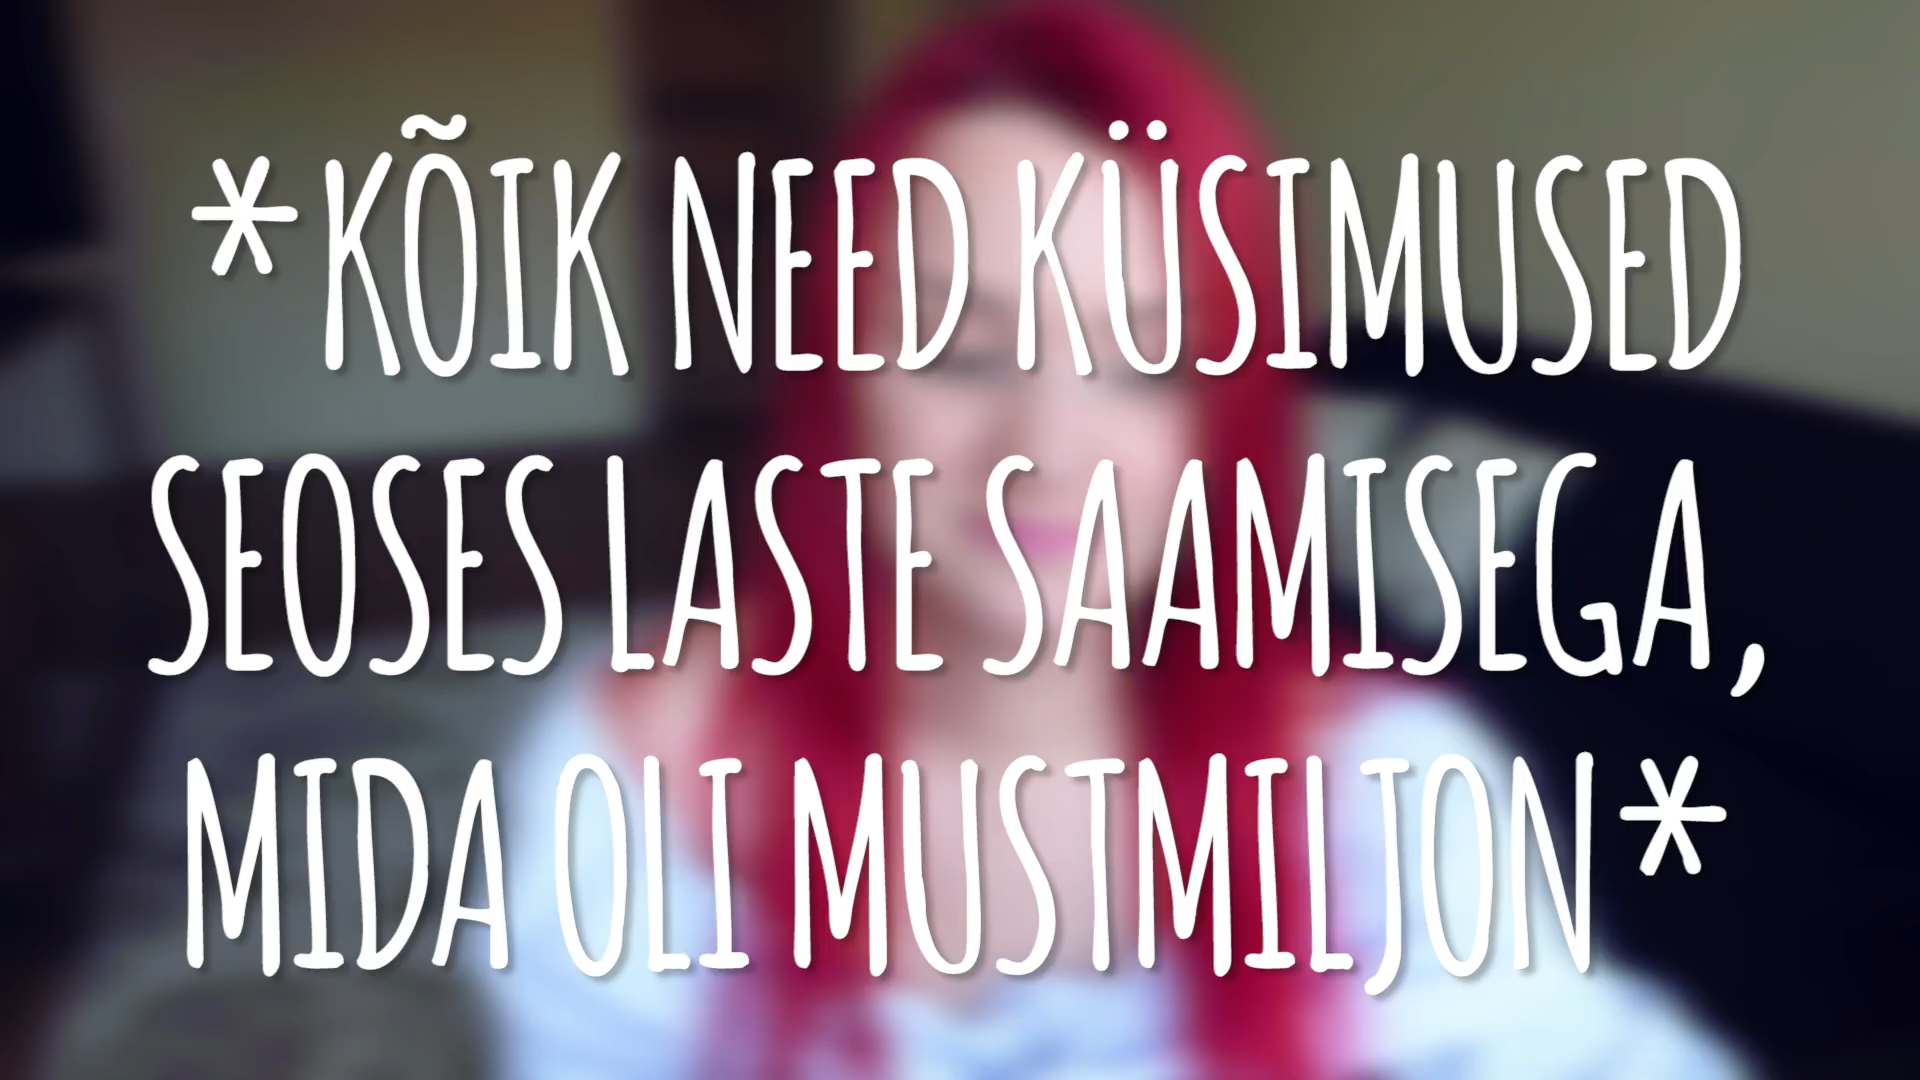 *KÕIK NEED KÜSIMUSED
SEOSES LASTE SAAMISEGA,
MIDA OLI MUSTMILJON*